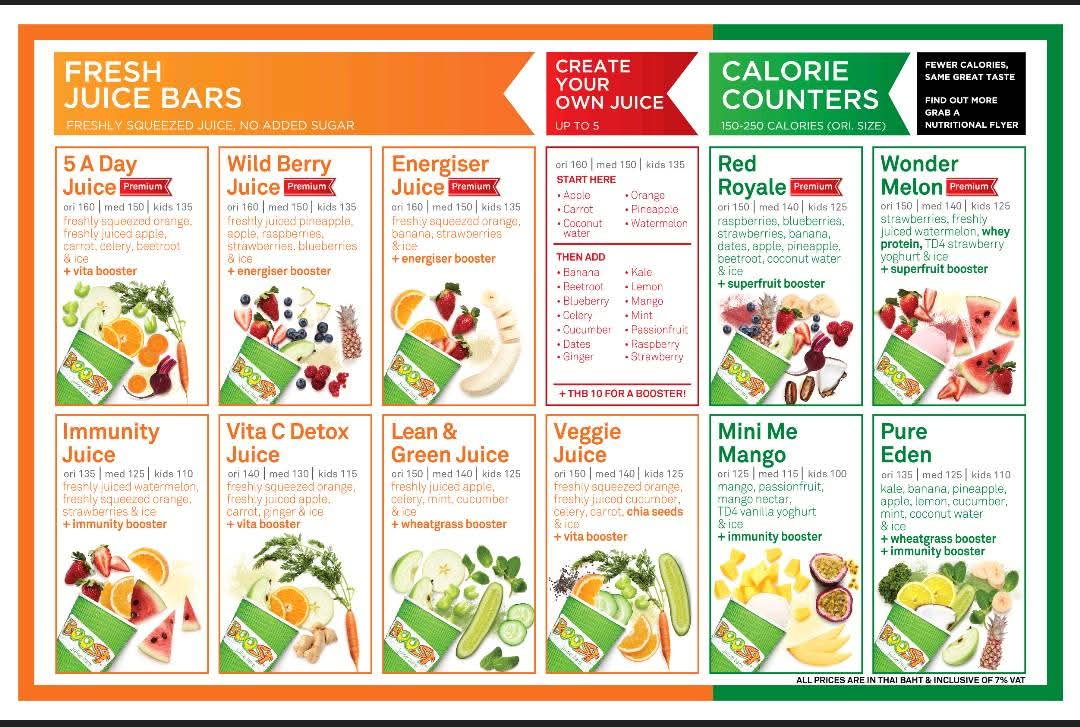 FRESH
JUICE BARS
FRESHLY SQUEEZED JUICE, NO ADDED SUGAR
CREATE
YOUR
OWN JUICE
UP TO 5
CALORIE
COUNTERS
150-250 CALORIES (ORI. SIZE)
FEWER CALORIES,
SAME GREAT TASTE
FIND OUT MORE
GRAB A
NUTRITIONAL FLYER
5 A Day
Juice Premium
ori 160 | med 150 | kids 135
freshly squeezed orange,
freshly juiced apple,
carrot, celery, beetroot
& ice
+ vita booster
BOOST
Wild Berry
Juice Premium
ori 160 | med 150 | kids 135
freshly juiced pineapple,
apple, raspberries,
strawberries, blueberries
& ice
+ energiser booster
BOOST
Energiser
Juice Premium
ori 160 | med 150 | kids 135
freshly squeezed orange,
banana, strawberries
& ice
+ energiser booster
BOOST
ori 160 | med 150 | kids 135
START HERE
• Apple
• Carrot
• Coconut
water
• Orange
• Pineapple
• Watermelon
THEN ADD
• Banana
• Beetroot
• Blueberry
• Celery
• Cucumber
• Dates
• Ginger
• Kale
• Lemon
• Mango
• Mint
• Passionfruit
• Raspberry
• Strawberry
+ THB 10 FOR A BOOSTER!
Red
Royale Premium
ori 150 | med 140 | kids 125
raspberries, blueberries,
strawberries, banana,
dates, apple, pineapple,
beetroot, coconut water
& ice
+ superfruit booster
BOOST
Wonder
Melon Premium
ori 150 | med 140 | kids 125
strawberries, freshly
juiced watermelon, whey
protein, TD4 strawberry
yoghurt & ice
+ superfruit booster
BOOST
Immunity
Juice
ori 135 | med 125 | kids 110
freshly juiced watermelon,
freshly squeezed orange,
strawberries & ice
+ immunity booster
BOOST
Vita C Detox
Juice
ori 140 | med 130 | kids 115
freshly squeezed orange,
freshly juiced apple,
carrot, ginger & ice
+ vita booster
BOOST
Lean &
Green Juice
ori 150 | med 140 | kids 125
freshly juiced apple,
celery, mint, cucumber
& ice
+ wheatgrass booster
BOOST
Veggie
Juice
ori 150 | med 140 | kids 125
freshly squeezed orange,
freshly juiced cucumber,
celery, carrot, chia seeds
& ice
+ vita booster
BOOST
Mini Me
Mango
ori 125 | med 115 | kids 100
mango, passionfruit,
mango nectar,
TD4 vanilla yoghurt
& ice
+ immunity booster
BOOST
Pure
Eden
ori 135 | med 125 | kids 110
kale, banana, pineapple,
apple, lemon, cucumber,
mint, coconut water
& ice
+ wheatgrass booster
+ immunity booster
BOOST
ALL PRICES ARE IN THAI BAHT & INCLUSIVE OF 7% VAT